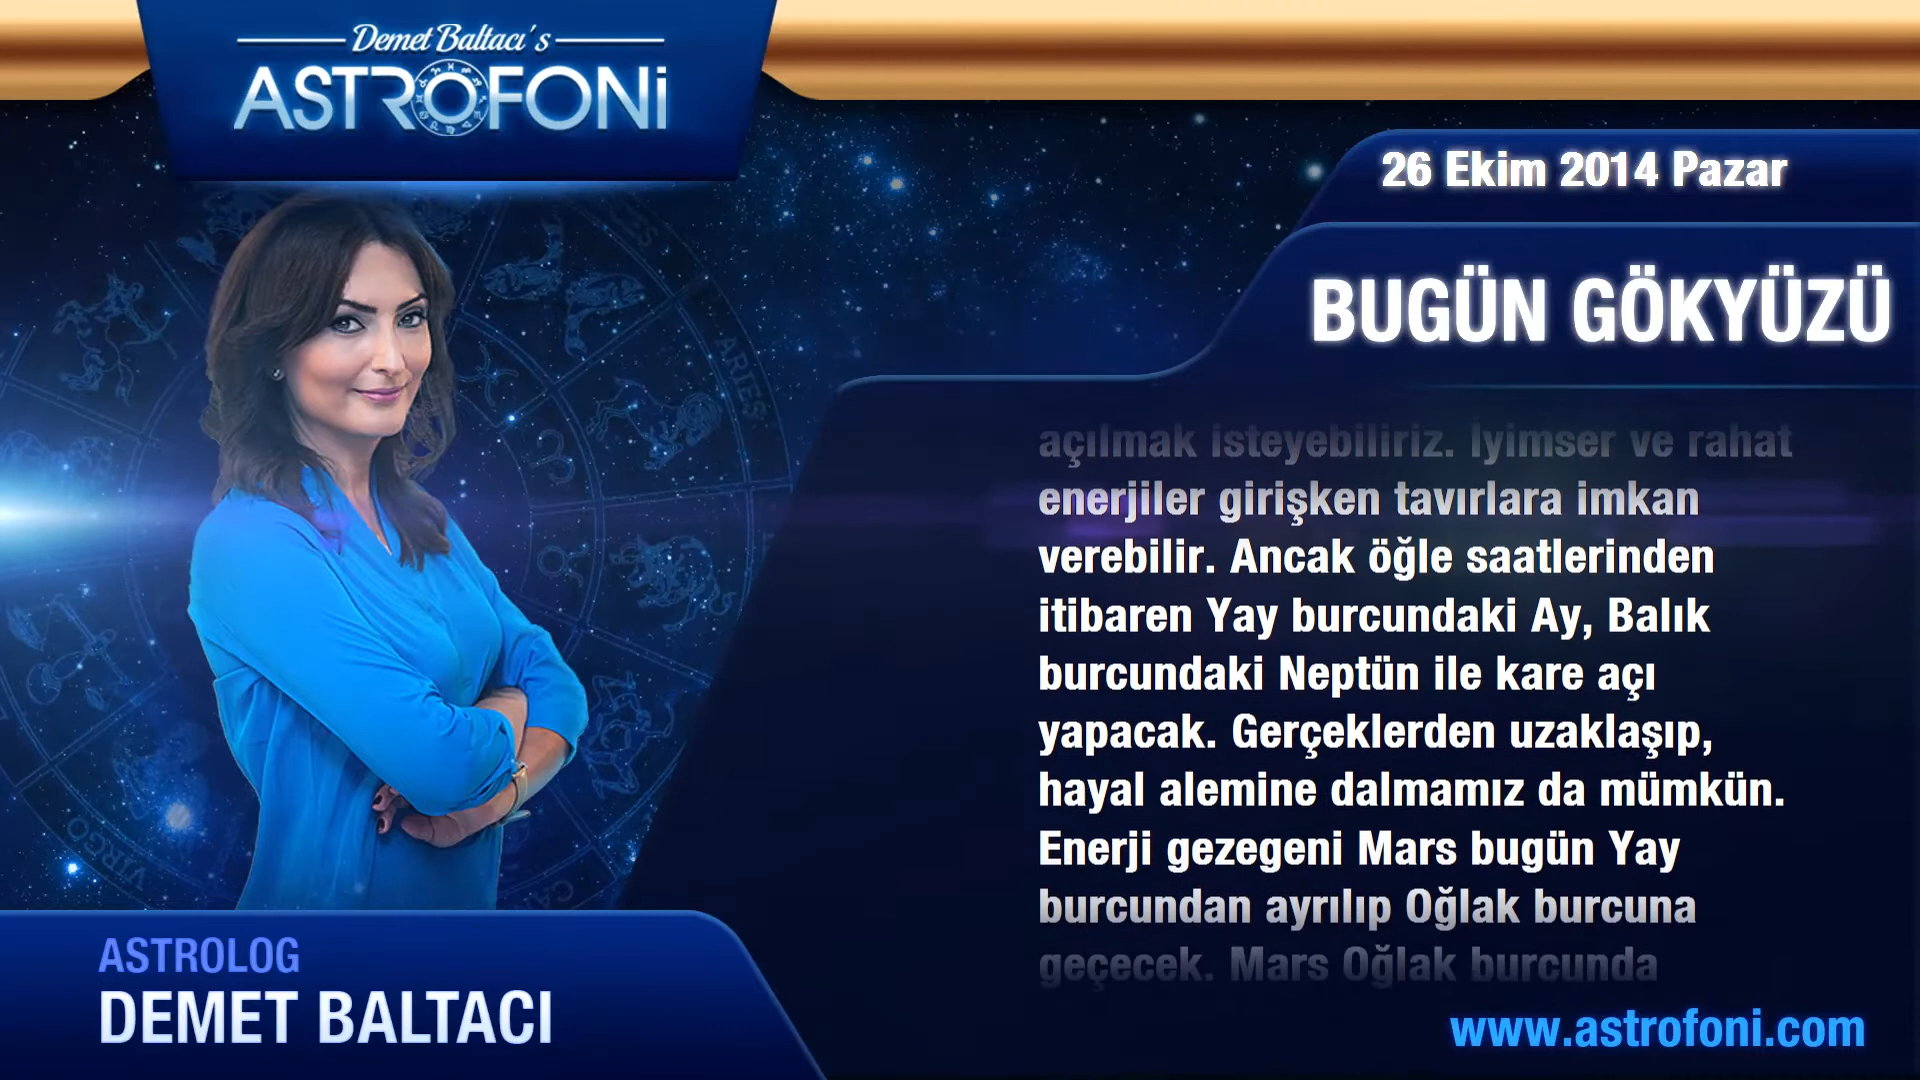 Demet Baltacı's
ASTROFONi
26 Ekim 2014 Pazar
BUGÜN GÖKYÜZÜ
açılmak isteyebiliriz. İyimser ve rahat
enerjiler girişken tavırlara imkan
verebilir. Ancak öğle saatlerinden
itibaren Yay burcundaki Ay, Balık
burcundaki Neptün ile kare açı
yapacak. Gerçeklerden uzaklaşıp,
hayal alemine dalmamız da mümkün.
Enerji gezegeni Mars bugün Yay
burcundan ayrılıp Oğlak burcuna
geçecek. Mars Oğlak burcunda
ARIES
VIRGO
ASTROLOG
DEMET BALTACI
www.astrofoni.com